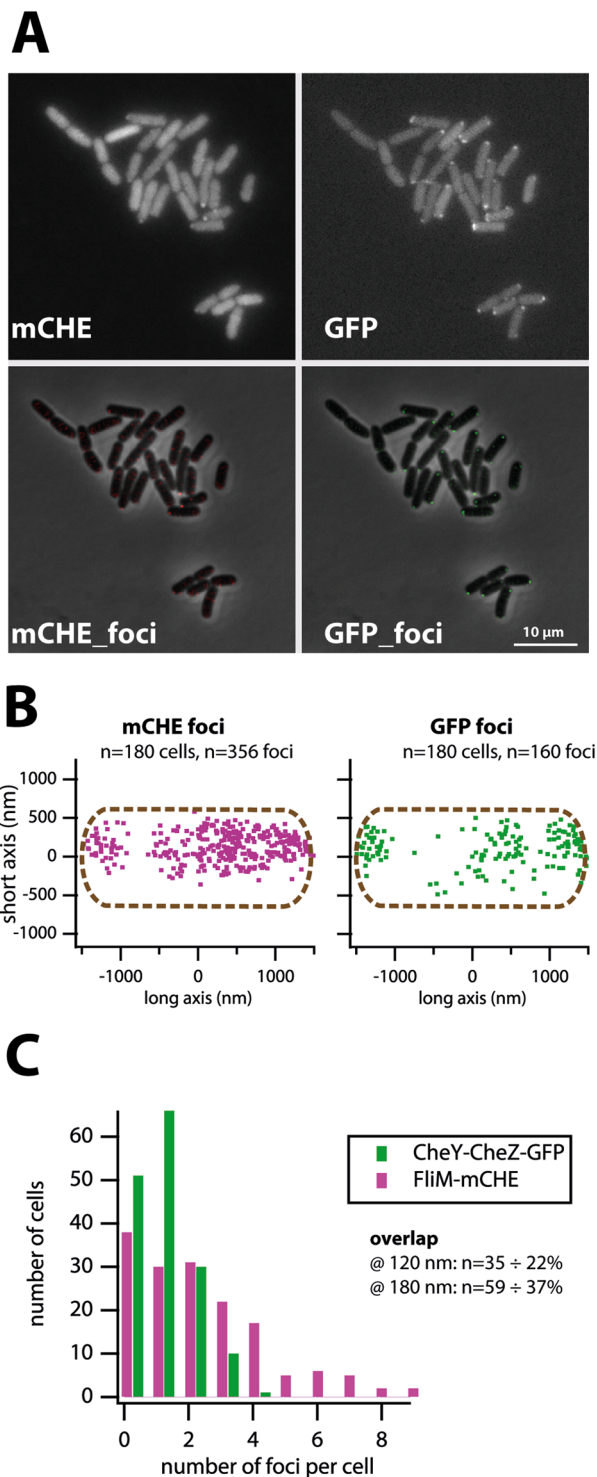 A
mCHE
GFP
mCHE_foci
GFP_foci
10 µm
B
mCHE foci
n=180 cells, n=356 foci
GFP foci
n=180 cells, n=160 foci
short axis (nm)
1000
500
0
-500
-1000
-1000 0 1000
long axis (nm)
-1000 0 1000
long axis (nm)
C
number of cells
60
50
40
30
20
10
0
0 2 4 6 8
number of foci per cell
CheY-CheZ-GFP
FliM-mCHE
overlap
@ 120 nm: n=35 ÷ 22%
@ 180 nm: n=59 ÷ 37%